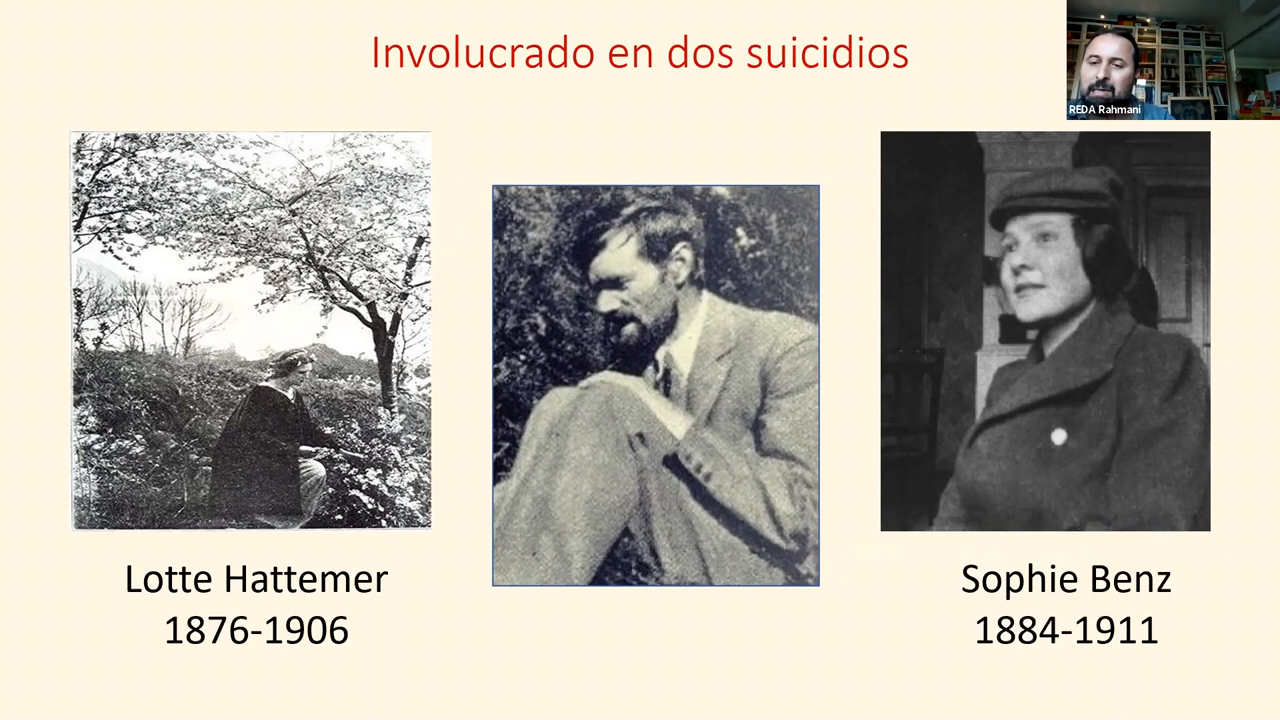 Involucrado en dos suicidios
REDA Rahmani
Lotte Hattemer
1876-1906
Sophie Benz
1884-1911